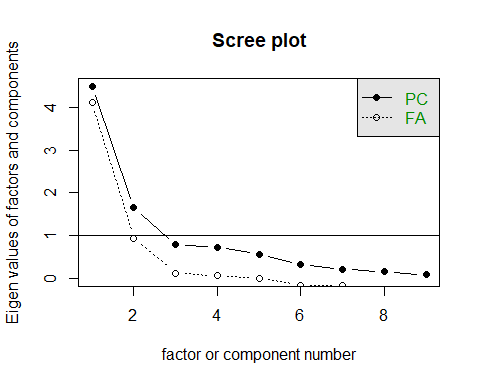 Scree plot
Eigen values of factors and components
4
3
2
1
0
PC
FA
2
4
6
8
factor or component number